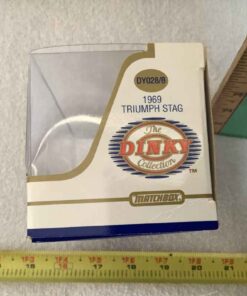 DY028/B
1969
TRIUMPH STAG
The
DINKY
Collection
TM
MATCHBOX